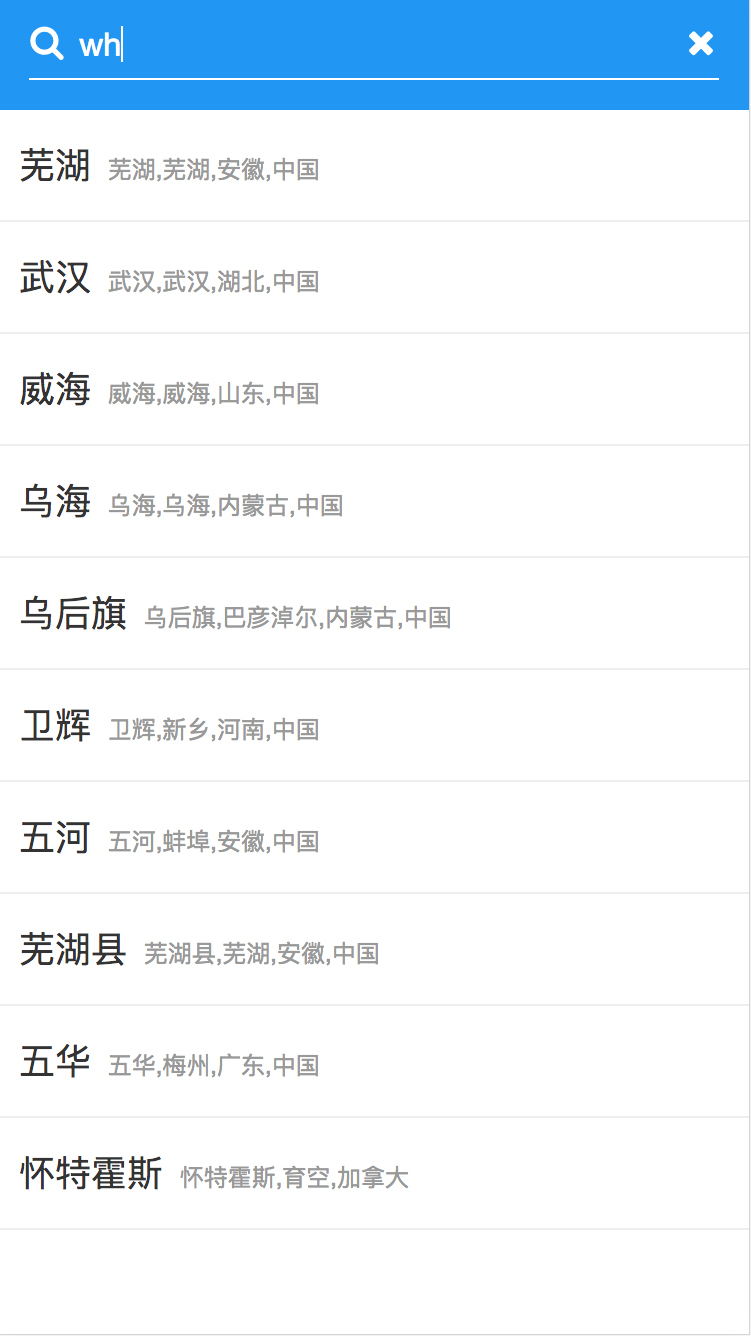 wh
芜湖 芜湖,芜湖,安徽,中国
武汉 武汉,武汉,湖北,中国
威海 威海,威海,山东,中国
乌海 乌海,乌海,内蒙古,中国
乌后旗 乌后旗,巴彦淖尔,内蒙古,中国
卫辉 卫辉,新乡,河南,中国
五河 五河,蚌埠,安徽,中国
芜湖县 芜湖县,芜湖,安徽,中国
五华 五华,梅州,广东,中国
怀特霍斯 怀特霍斯,育空,加拿大